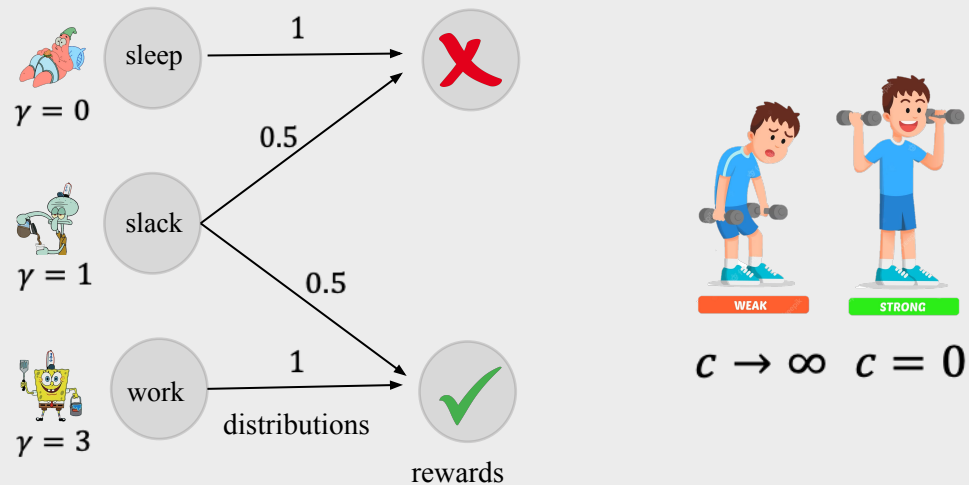 sleep
1
γ = 0
0.5
slack
γ = 1
0.5
WEAK
STRONG
c → ∞
c = 0
work
1
γ = 3
distributions
rewards